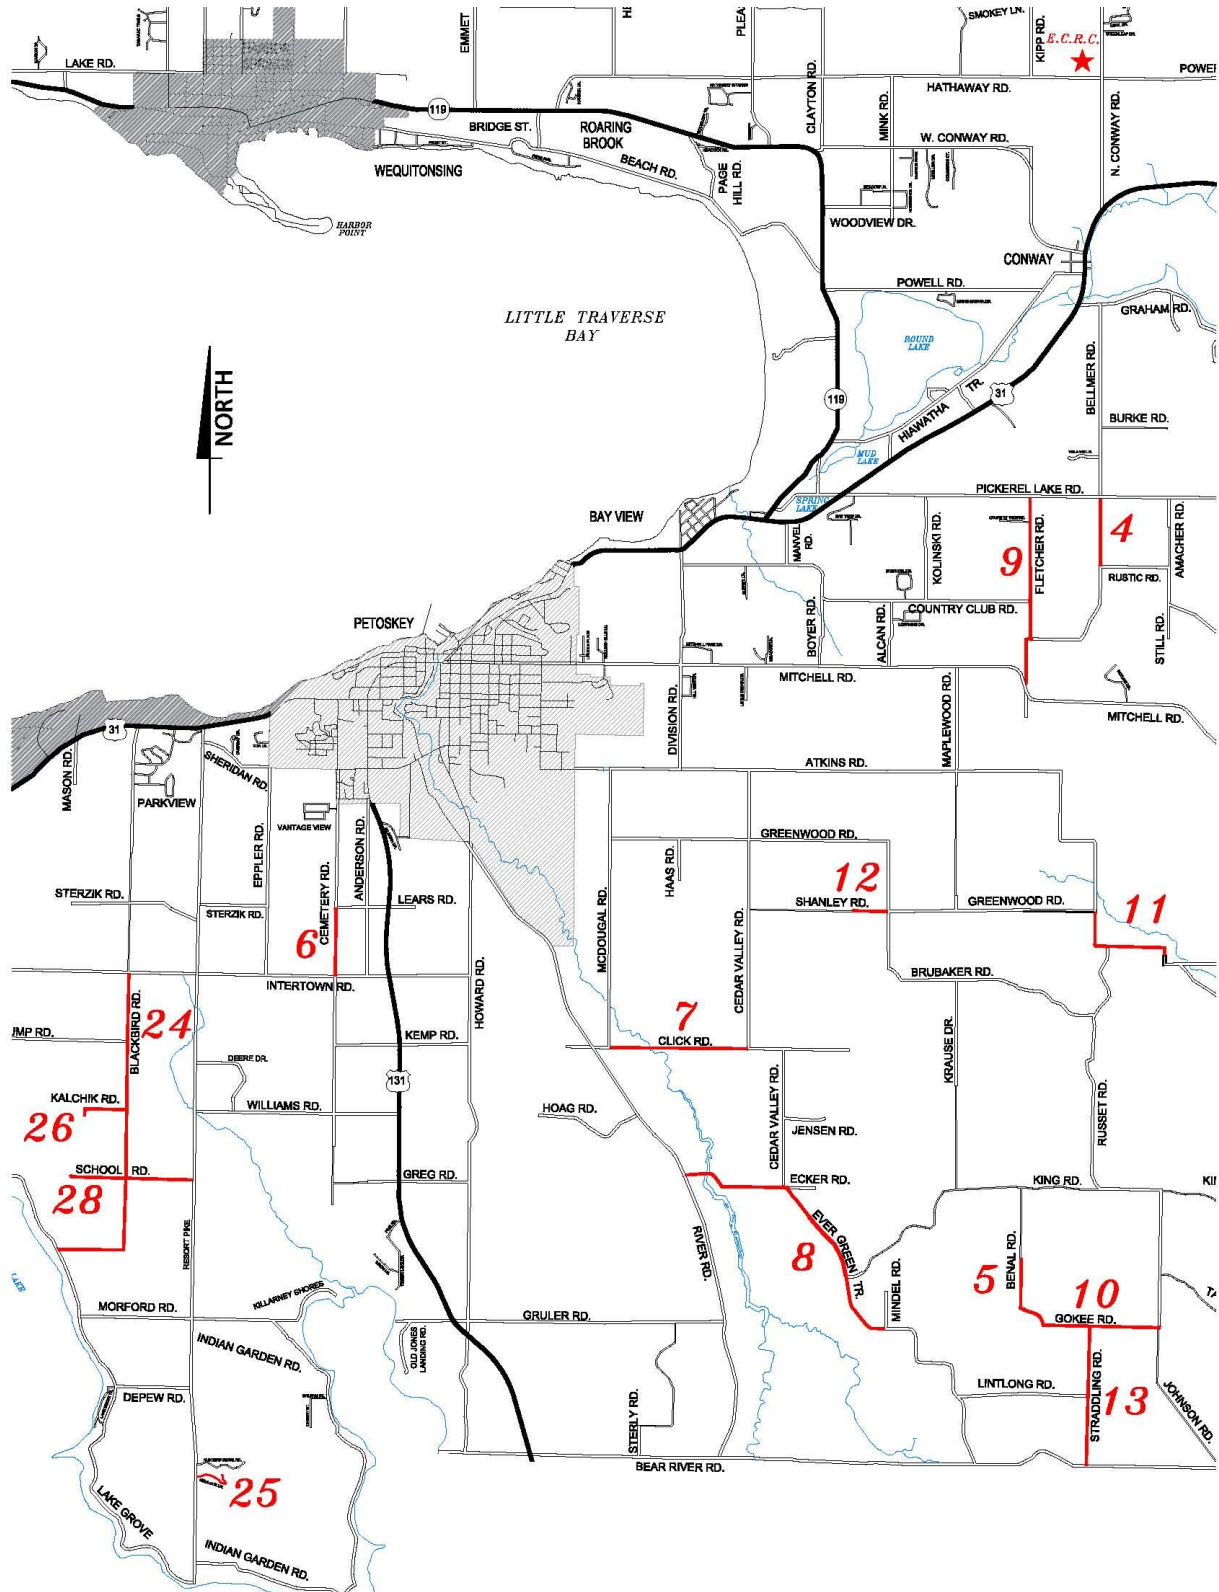 SMOKEY LN.
KIPP RD.
E.C.R.C.
LAKE RD.
EMMET
PLEA
CLAYTON RD.
HATHAWAY RD.
POWER
MINK RD.
119
BRIDGE ST.
ROARING
BROOK
W. CONWAY RD.
N. CONWAY RD.
WEQUITONSING
BEACH RD.
PAGE
HILL RD.
HARBOR
POINT
WOODVIEW DR.
CONWAY
POWELL RD.
GRAHAM RD.
LITTLE TRAVERSE
BAY
ROUND
LAKE
NORTH
119
HIAWATHA TR.
31
BELLMER RD.
BURKE RD.
MUD
LAKE
PICKEREL LAKE RD.
SPRING
LAKE
BAY VIEW
MANVEL
RD.
KOLINSKI RD.
9
FLETCHER RD.
4
AMACHER RD.
RUSTIC RD.
COUNTRY CLUB RD.
PETOSKEY
BOYER RD.
ALCAN RD.
STILL RD.
MITCHELL RD.
DIVISION RD.
MAPLEWOOD RD.
MITCHELL RD.
31
MASON RD.
SHERIDAN RD.
ATKINS RD.
PARKVIEW
VANTAGE VIEW
EPPLER RD.
CEMETERY RD.
ANDERSON RD.
GREENWOOD RD.
HAAS RD.
12
STERZIK RD.
LEARS RD.
SHANLEY RD.
GREENWOOD RD.
11
STERZIK RD.
6
MCDOUGAL RD.
CEDAR VALLEY RD.
HOWARD RD.
BRUBAKER RD.
INTERTOWN RD.
BLACKBIRD RD.
24
7
IMP RD.
KEMP RD.
CLICK RD.
DEERE DR.
131
KRAUSE DR.
KALCHIK RD.
WILLIAMS RD.
HOAG RD.
CEDAR VALLEY RD.
JENSEN RD.
RUSSET RD.
26
SCHOOL RD.
GREG RD.
ECKER RD.
KING RD.
KI
28
RESORT PIKE
RIVER RD.
EVER GREEN TR.
8
MINDEL RD.
5
BENAL RD.
10
LAKE
KILLARNEY SHORES
MORFORD RD.
GRULER RD.
GOKEE RD.
INDIAN GARDEN RD.
OLD JONES
LANDING RD.
DEPEW RD.
LINTLONG RD.
STRADDLING RD.
13
JOHNSON RD.
STERLY RD.
BEAR RIVER RD.
25
LAKE GROVE
INDIAN GARDEN RD.